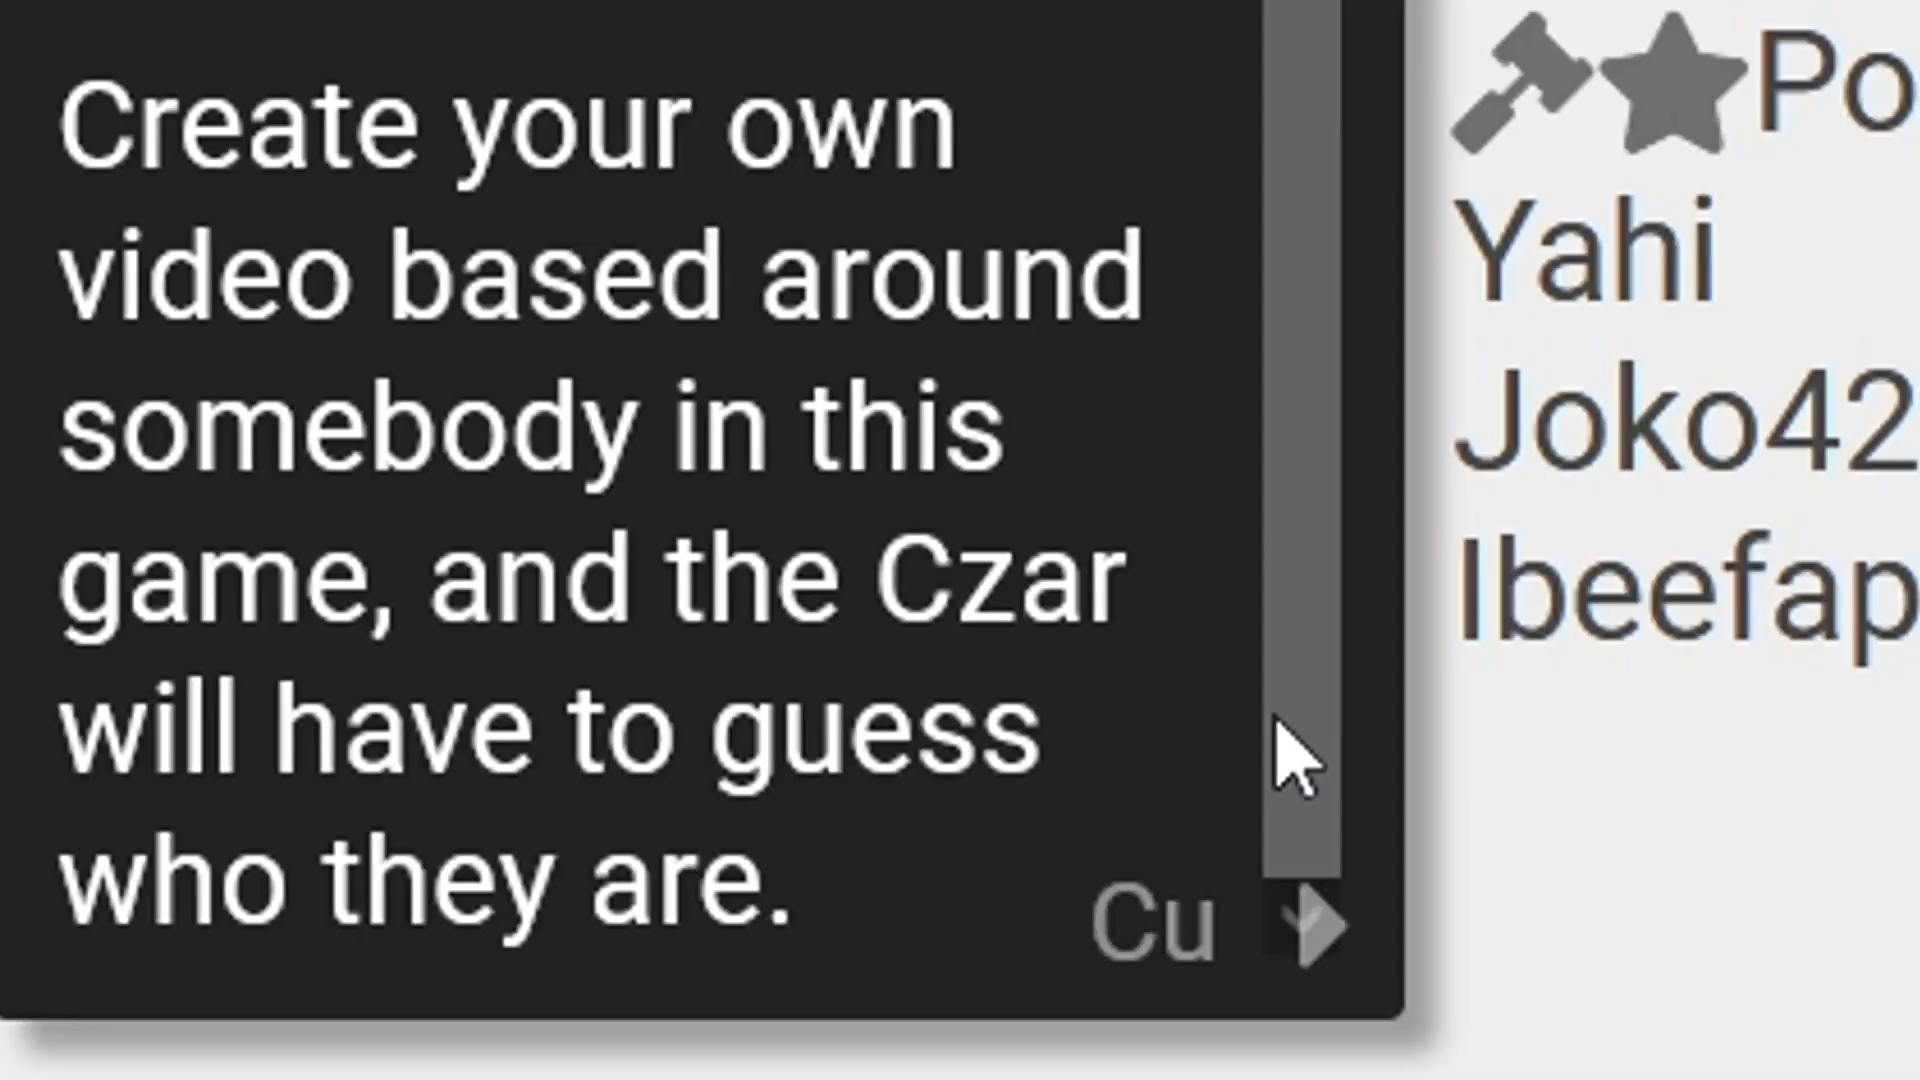 Create your own
video based around
somebody in this
game, and the Czar
will have to guess
who they are.
Cu
Po
Yahi
Joko42
Ibeefap